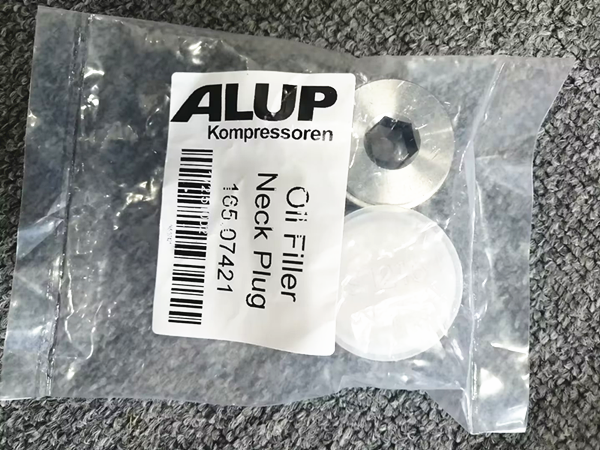 ALUP
Kompressoren
Oil Filler
Neck Plug
165 07421